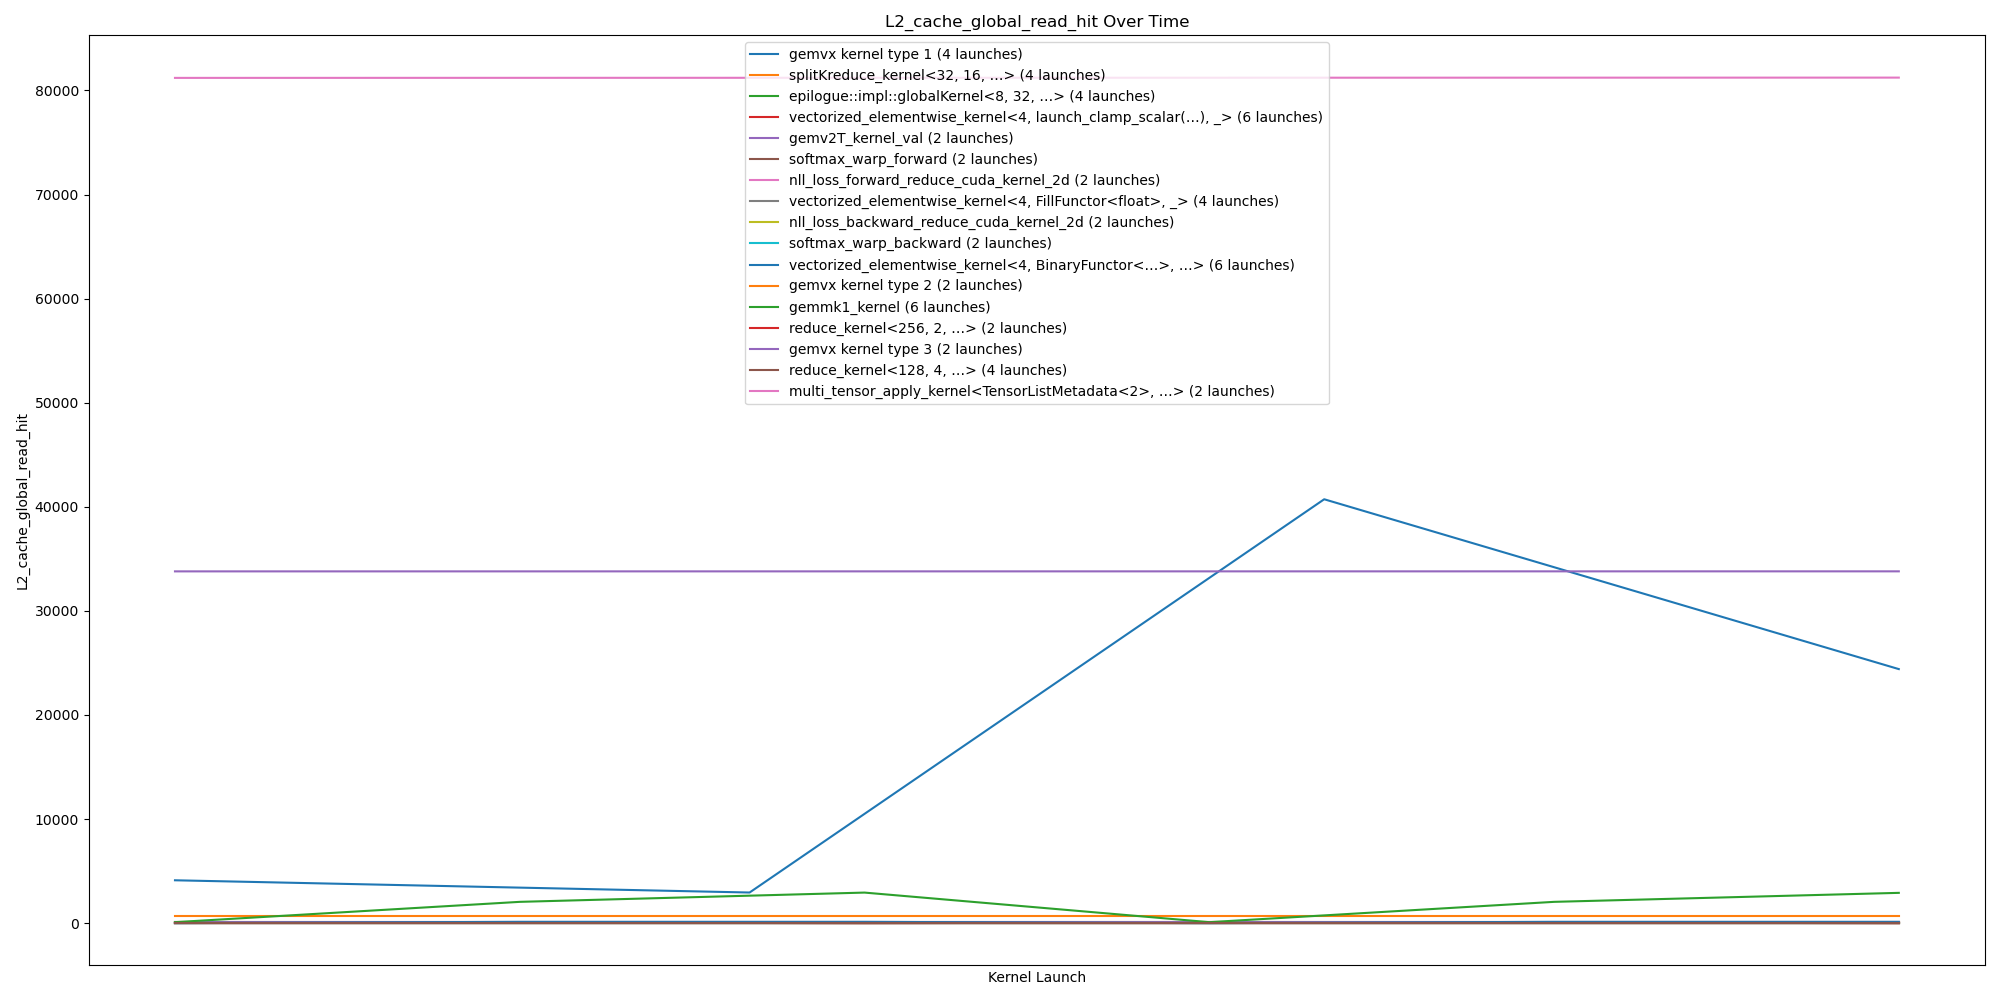 L2_cache_global_read_hit Over Time
gemvx kernel type 1 (4 launches)
splitKreduce_kernel<32, 16, ...> (4 launches)
epilogue::impl::globalKernel<8, 32, ...> (4 launches)
vectorized_elementwise_kernel<4, launch_clamp_scalar(...), _> (6 launches)
gemv2T_kernel_val (2 launches)
softmax_warp_forward (2 launches)
nll_loss_forward_reduce_cuda_kernel_2d (2 launches)
vectorized_elementwise_kernel<4, FillFunctor<float>, _> (4 launches)
nll_loss_backward_reduce_cuda_kernel_2d (2 launches)
softmax_warp_backward (2 launches)
vectorized_elementwise_kernel<4, BinaryFunctor<...>, ...> (6 launches)
gemvx kernel type 2 (2 launches)
gemmk1_kernel (6 launches)
reduce_kernel<256, 2, ...> (2 launches)
gemvx kernel type 3 (2 launches)
reduce_kernel<128, 4, ...> (4 launches)
multi_tensor_apply_kernel<TensorListMetadata<2>, ...> (2 launches)
80000
70000
60000
50000
40000
30000
20000
10000
0
L2_cache_global_read_hit
Kernel Launch